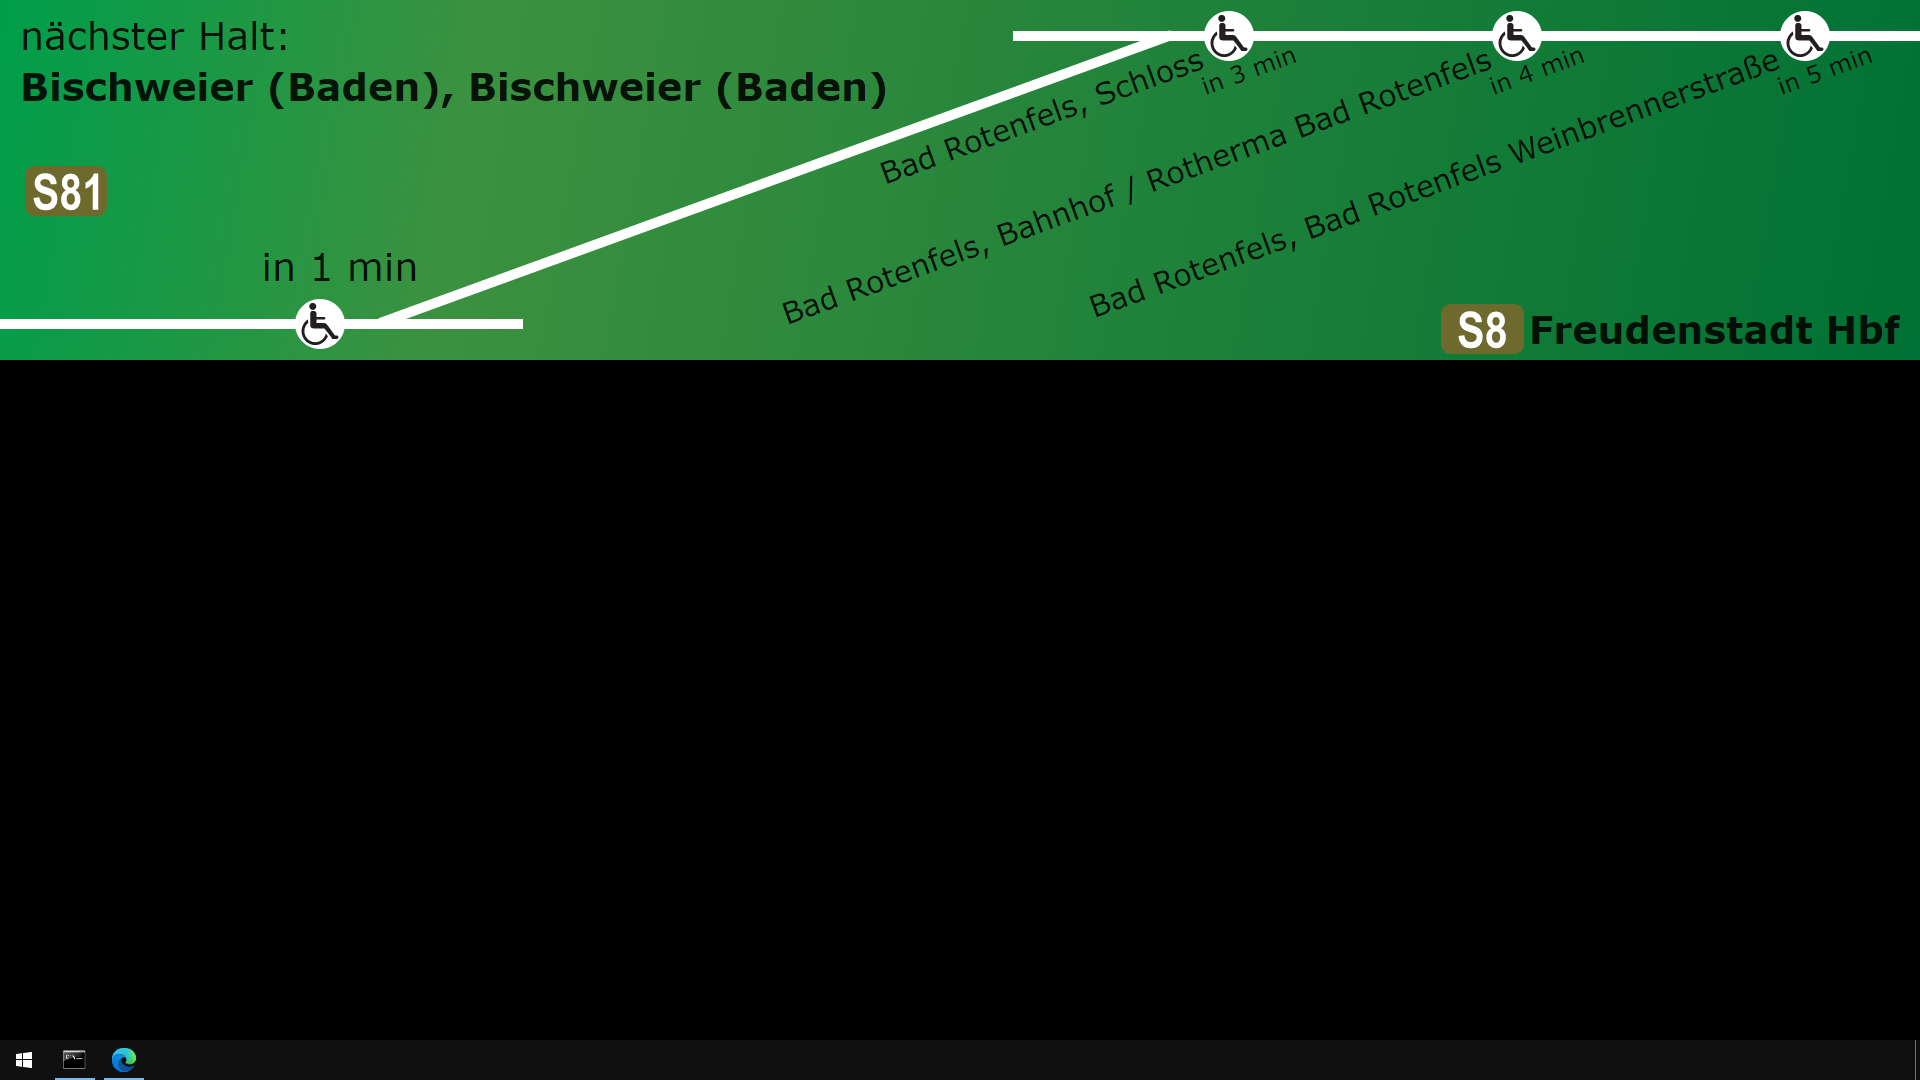 nächster Halt:
Bischweier (Baden), Bischweier (Baden)
S81
in 1 min
Bad Rotenfels, Schloss
in 3 min
Bad Rotenfels, Bahnhof / Rotherma Bad Rotenfels
in 4 min
Bad Rotenfels, Bad Rotenfels Weinbrennerstraße
in 5 min
S8 Freudenstadt Hbf